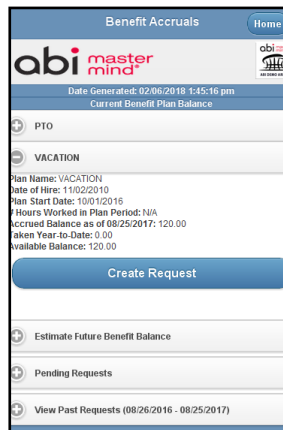 Benefit Accruals
Home
abi master
mind
abi
Date Generated: 02/06/2018 1:45:16 pm
Current Benefit Plan Balance
PTO
VACATION
Plan Name: VACATION
Date of Hire: 11/02/2010
Plan Start Date: 10/01/2016
Hours Worked in Plan Period: N/A
Accrued Balance as of 08/25/2017: 120.00
Taken Year-to-Date: 0.00
Available Balance: 120.00
Create Request
Estimate Future Benefit Balance
Pending Requests
View Past Requests (08/26/2016 - 08/25/2017)